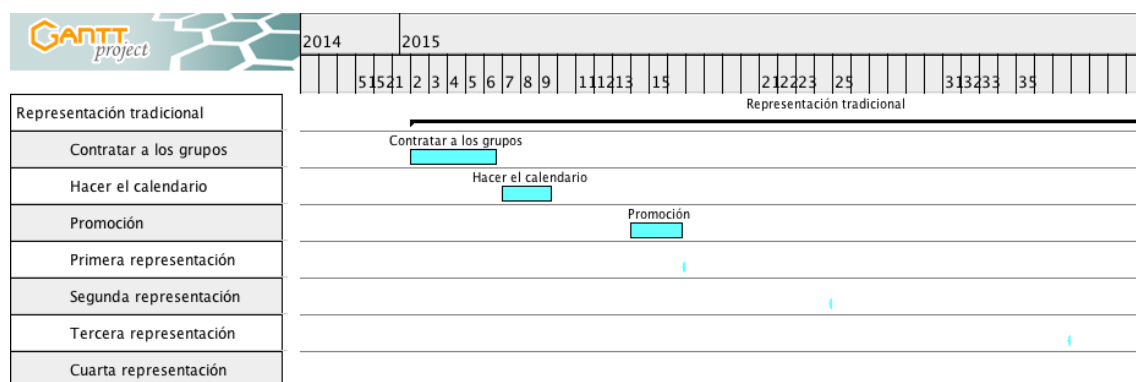 GANTT
project
2014 2015
51 52 1 2 3 4 5 6 7 8 9 11 12 13 15 21 22 23 25 31 32 33 35
Representación tradicional
Representación tradicional
Contratar a los grupos
Contratar a los grupos
Hacer el calendario
Hacer el calendario
Promoción
Promoción
Primera representación
Segunda representación
Tercera representación
Cuarta representación